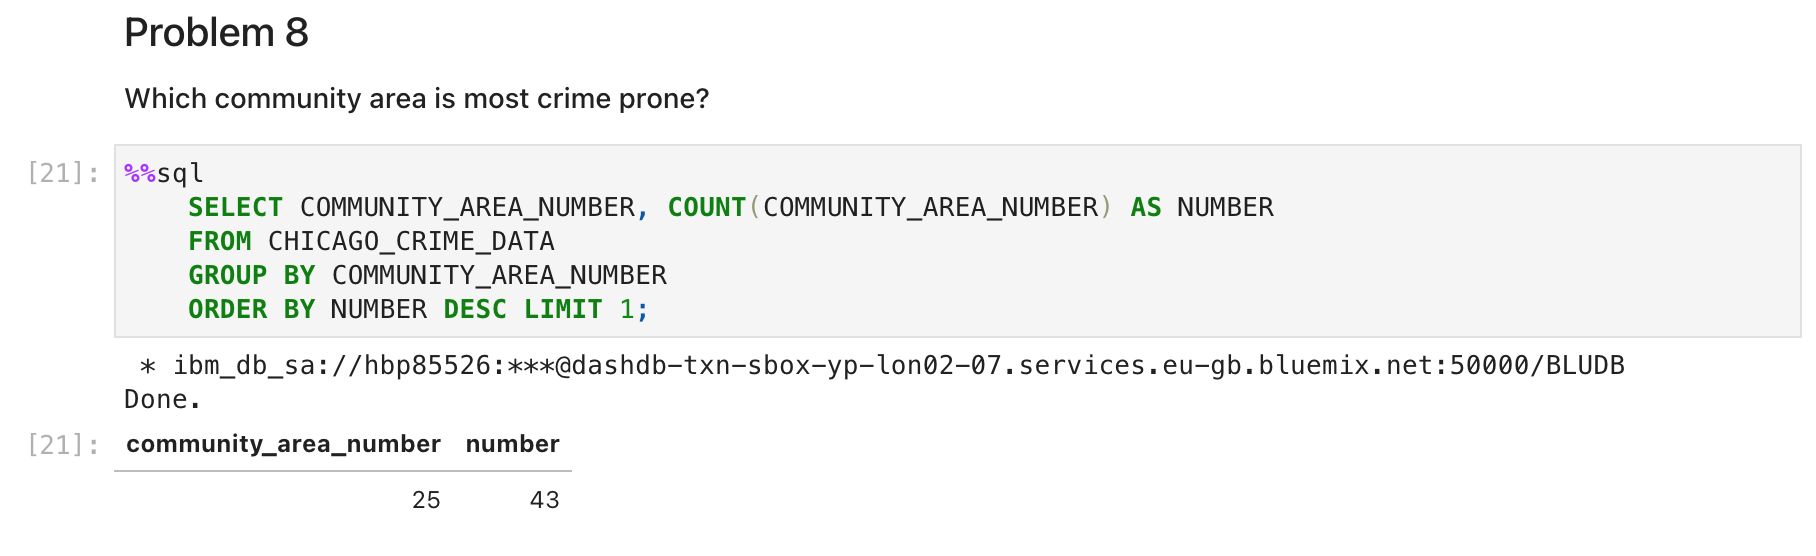 Problem 8
Which community area is most crime prone?
[21]: %%sql
SELECT COMMUNITY_AREA_NUMBER, COUNT(COMMUNITY_AREA_NUMBER) AS NUMBER
FROM CHICAGO_CRIME_DATA
GROUP BY COMMUNITY_AREA_NUMBER
ORDER BY NUMBER DESC LIMIT 1;
* ibm_db_sa://hbp85526:***@dashdb-txn-sbox-yp-lon02-07.services.eu-gb.bluemix.net:50000/BLUDB
Done.
[21]: community_area_number number
25 43